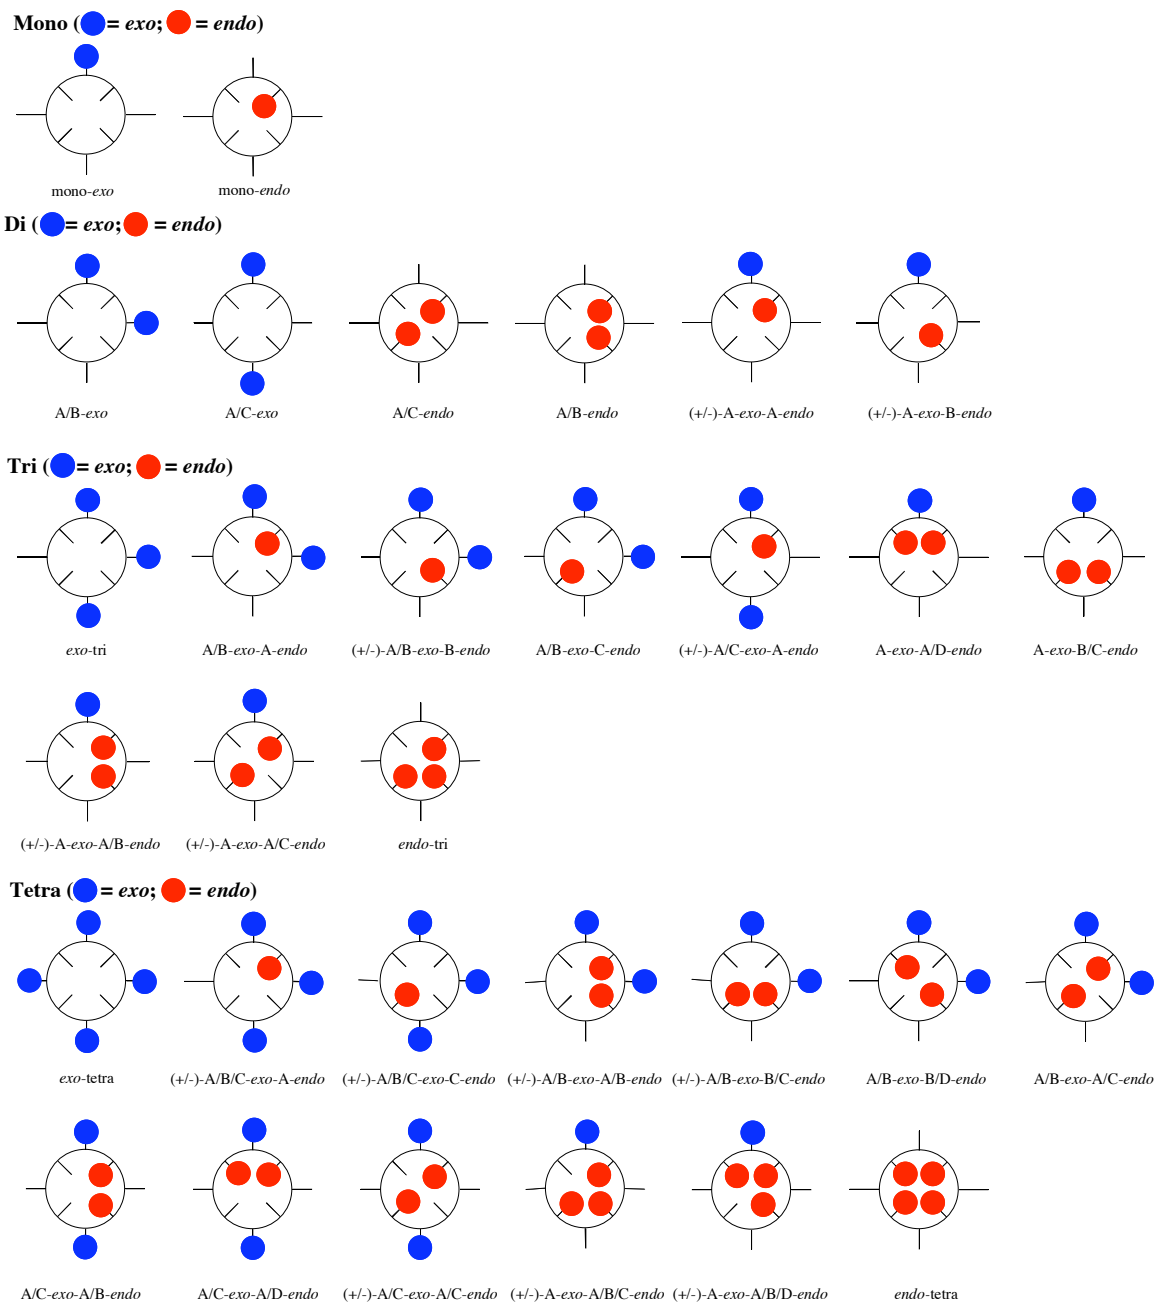 Mono ( = exo; = endo)
mono-exo mono-endo
Di ( = exo; = endo)
A/B-exo A/C-exo A/C-endo A/B-endo (+/-)-A-exo-A-endo (+/-)-A-exo-B-endo
Tri ( = exo; = endo)
exo-tri A/B-exo-A-endo (+/-)-A/B-exo-B-endo A/B-exo-C-endo (+/-)-A/C-exo-A-endo A-exo-A/D-endo A-exo-B/C-endo
(+/-)-A-exo-A/B-endo (+/-)-A-exo-A/C-endo endo-tri
Tetra ( = exo; = endo)
exo-tetra (+/-)-A/B/C-exo-A-endo (+/-)-A/B/C-exo-C-endo (+/-)-A/B-exo-A/B-endo (+/-)-A/B-exo-B/C-endo A/B-exo-B/D-endo A/B-exo-A/C-endo
A/C-exo-A/B-endo A/C-exo-A/D-endo (+/-)-A/C-exo-A/C-endo (+/-)-A-exo-A/B/C-endo (+/-)-A-exo-A/B/D-endo endo-tetra